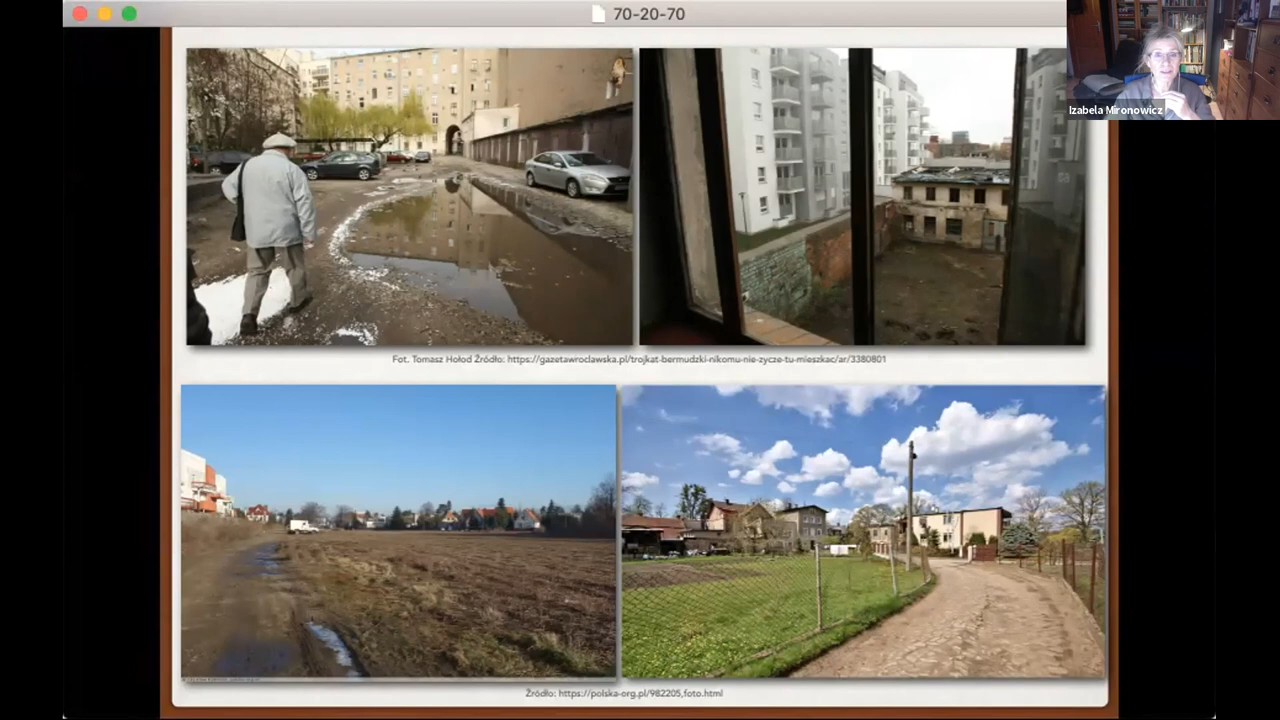 70-20-70
Izabela Mironowicz
Fot. Tomasz Hołod Źródło: https://gazetawroclawska.pl/trojkat-bermudzki-nikomu-nie-zycze-tu-mieszkac/ar/3380801
Źródło: https://polska-org.pl/982205,foto.html